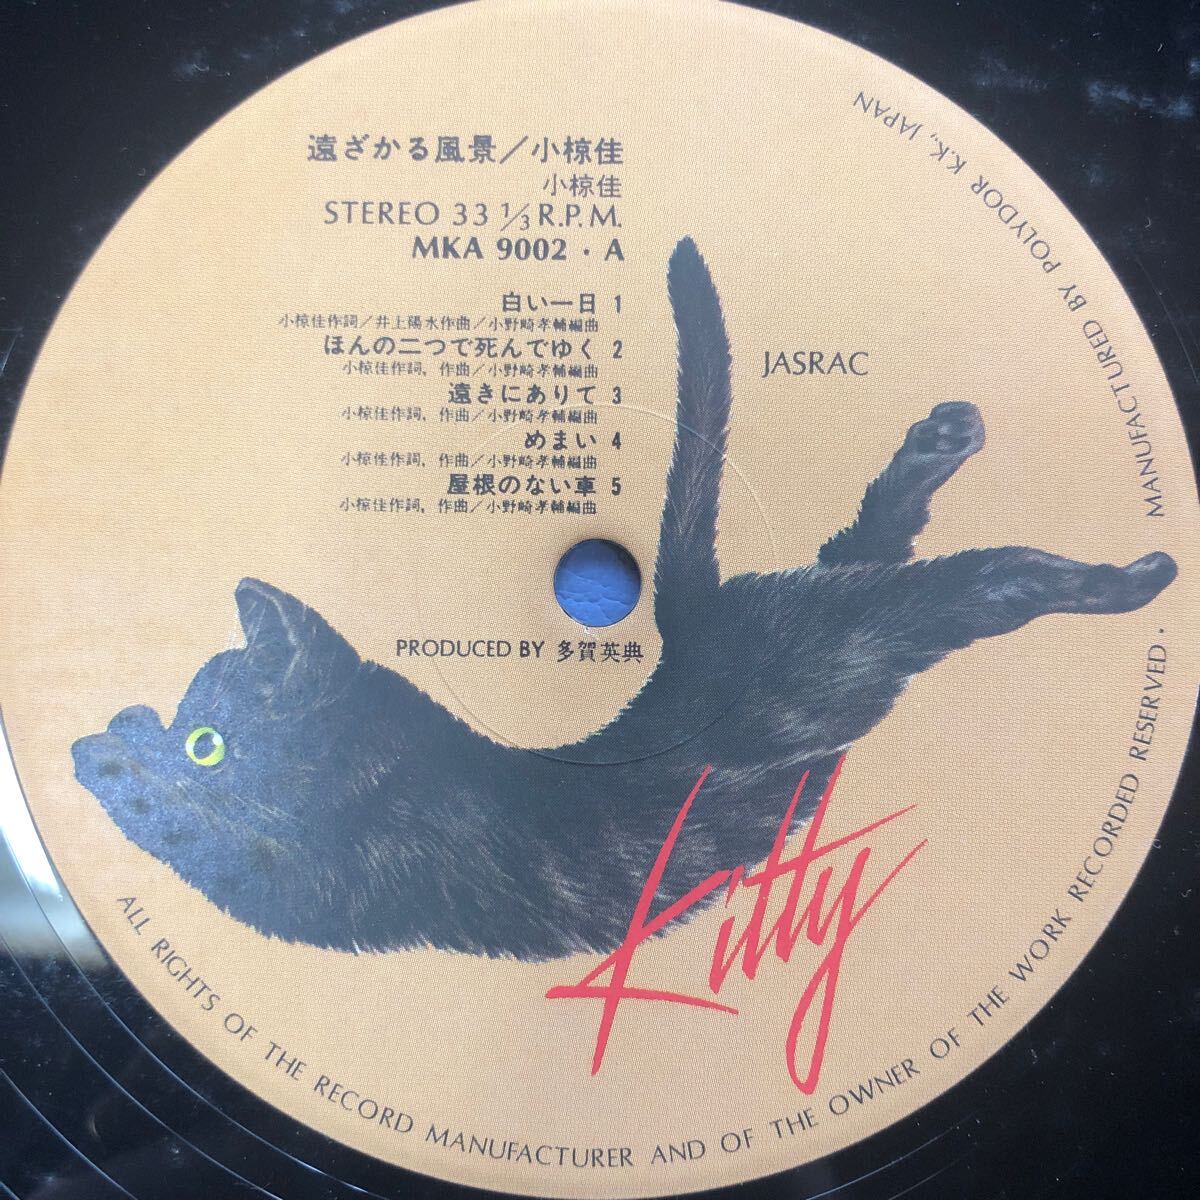 遠ざかる風景／小椋佳
小椋佳
STEREO 33 1/3 R.P.M.
MKA 9002・A
白い一日 1
小椋佳作詞／井上陽水作曲／小野崎孝輔編曲
ほんの二つで死んでゆく 2
小椋佳作詞，作曲／小野崎孝輔編曲
遠きにありて 3
小椋佳作詞，作曲／小野崎孝輔編曲
めまい 4
小椋佳作詞，作曲／小野崎孝輔編曲
屋根のない車 5
小椋佳作詞，作曲／小野崎孝輔編曲
JASRAC
PRODUCED BY 多賀英典
Kitty
ALL RIGHTS OF THE RECORD MANUFACTURER AND OF THE OWNER OF THE WORK RECORDED RESERVED・
MANUFACTURED BY POLYDOR K.K., JAPAN